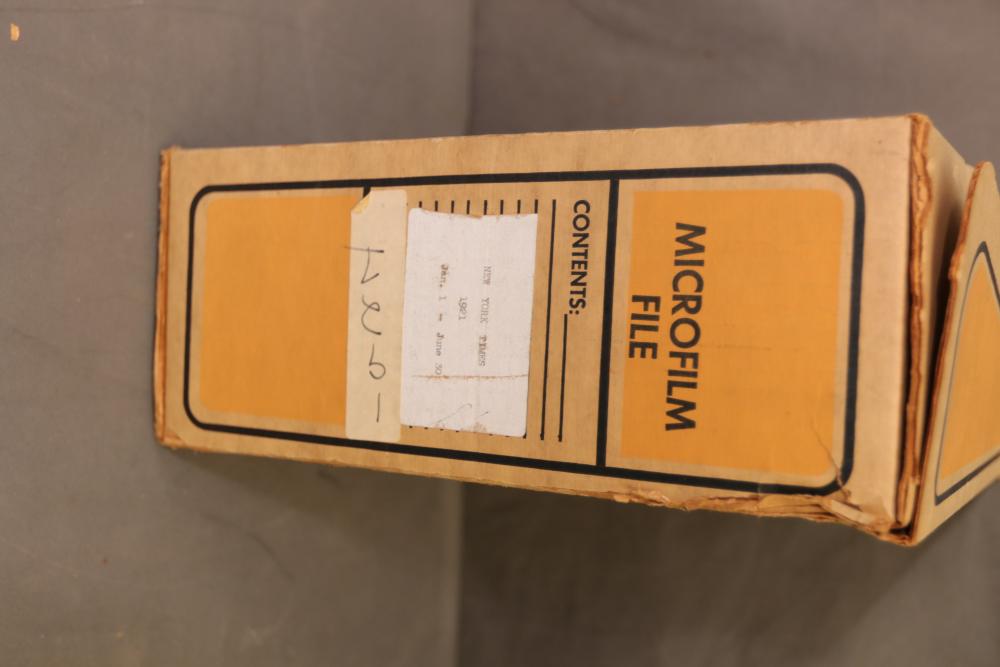 MICROFILM
FILE
CONTENTS:
NEW YORK TIMES
1921
Jan. 1 - June 30